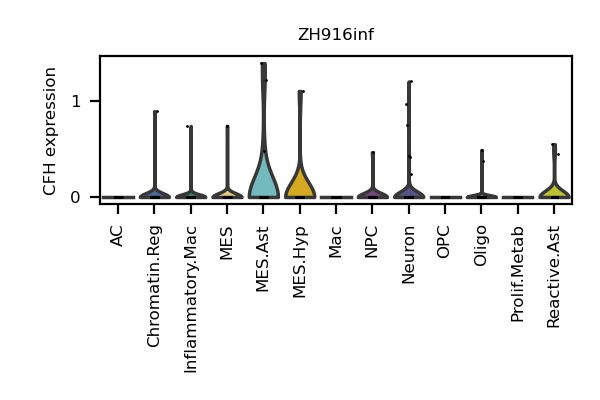 ZH916inf
CFH expression
1
0
AC
Chromatin.Reg
Inflammatory.Mac
MES
MES.Ast
MES.Hyp
Mac
NPC
Neuron
OPC
Oligo
Prolif.Metab
Reactive.Ast